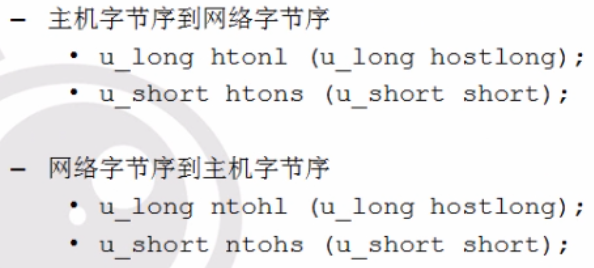 – 主机字节序到网络字节序
• u_long htonl (u_long hostlong);
• u_short htons (u_short short);
– 网络字节序到主机字节序
• u_long ntohl (u_long hostlong);
• u_short ntohs (u_short short);